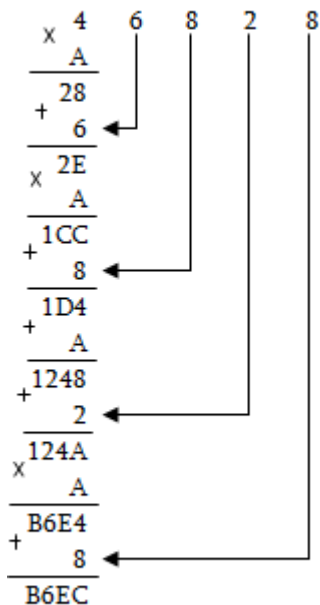 4 6 8 2 8
x A
28
+ 6
2E
x A
1CC
+ 8
1D4
+ A
1248
+ 2
124A
x A
B6E4
+ 8
B6EC